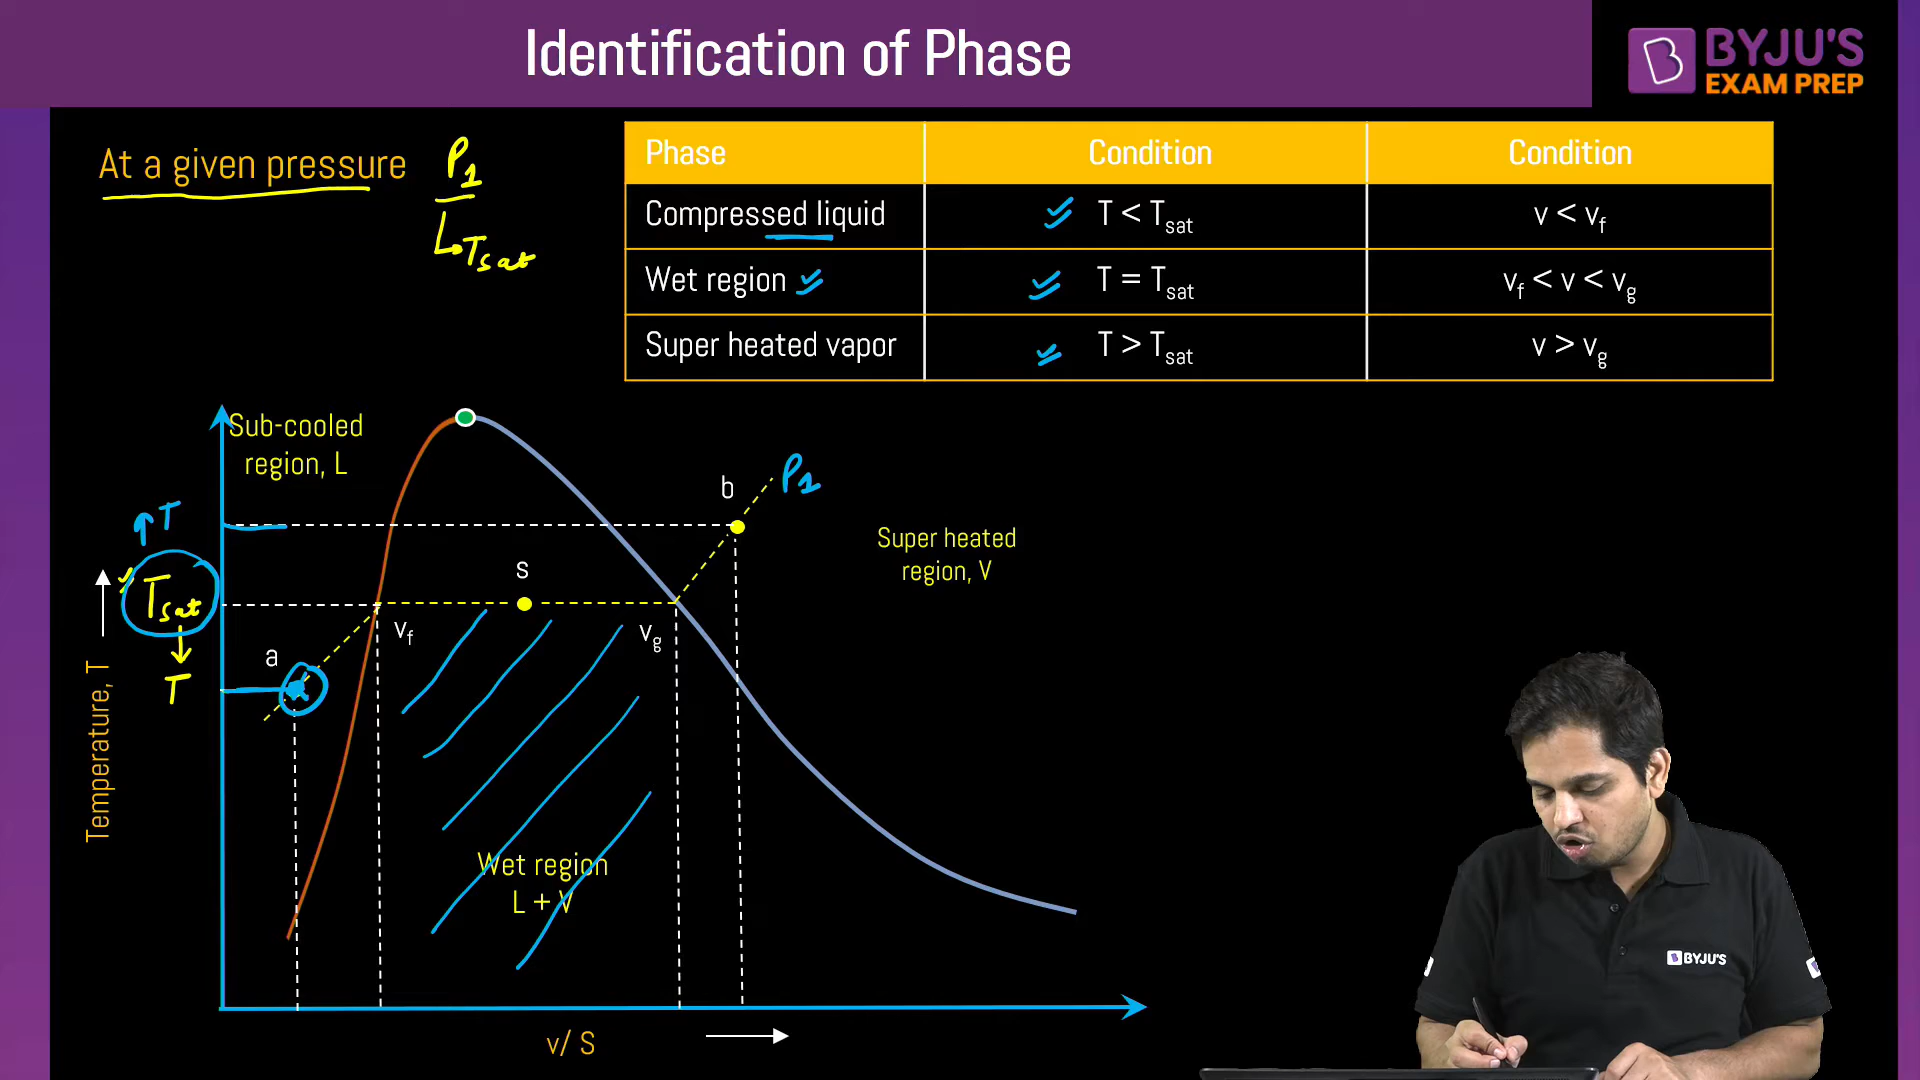 Identification of Phase
BYJU'S
EXAM PREP
At a given pressure P1
Tsat
Phase Condition Condition
Compressed liquid T < Tsat v < vf
Wet region T = Tsat vf < v < vg
Super heated vapor T > Tsat v > vg
Sub-cooled
region, L
b P1
↑T
Super heated
region, V
s
Tsat
vf vg
a
T
Temperature, T
Wet region
L + V
v/ S
BYJU'S